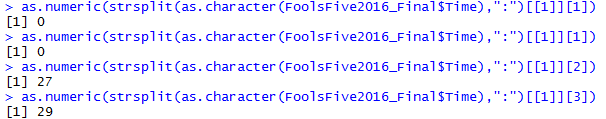 > as.numeric(strsplit(as.character(FoolsFive2016_Final$Time),":")[[1]][1])
[1] 0
> as.numeric(strsplit(as.character(FoolsFive2016_Final$Time),":")[[1]][1])
[1] 0
> as.numeric(strsplit(as.character(FoolsFive2016_Final$Time),":")[[1]][2])
[1] 27
> as.numeric(strsplit(as.character(FoolsFive2016_Final$Time),":")[[1]][3])
[1] 29